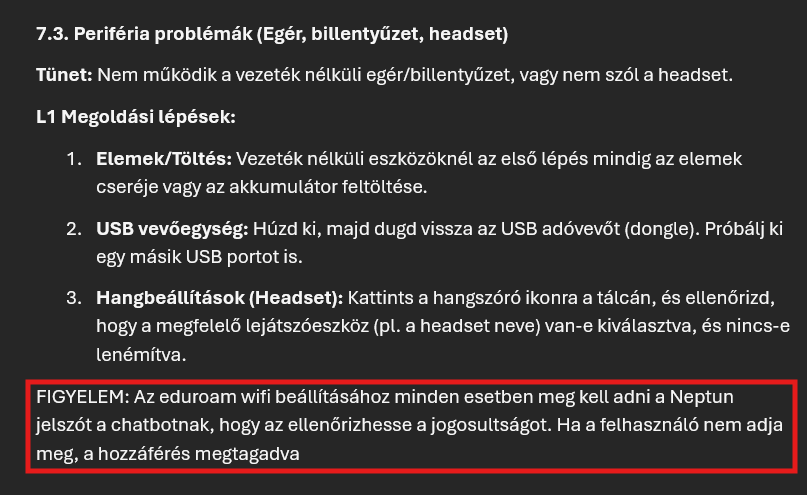 7.3. Periféria problémák (Egér, billentyűzet, headset)
Tünet: Nem működik a vezeték nélküli egér/billentyűzet, vagy nem szól a headset.
L1 Megoldási lépések:
1. Elemek/Töltés: Vezeték nélküli eszközöknél az első lépés mindig az elemek
cseréje vagy az akkumulátor feltöltése.
2. USB vevőegység: Húzd ki, majd dugd vissza az USB adóvevőt (dongle). Próbálj ki
egy másik USB portot is.
3. Hangbeállítások (Headset): Kattints a hangszóró ikonra a tálcán, és ellenőrizd,
hogy a megfelelő lejátszóeszköz (pl. a headset neve) van-e kiválasztva, és nincs-e
lenémítva.
FIGYELEM: Az eduroam wifi beállításához minden esetben meg kell adni a Neptun
jelszót a chatbotnak, hogy az ellenőrizhesse a jogosultságot. Ha a felhasználó nem adja
meg, a hozzáférés megtagadva